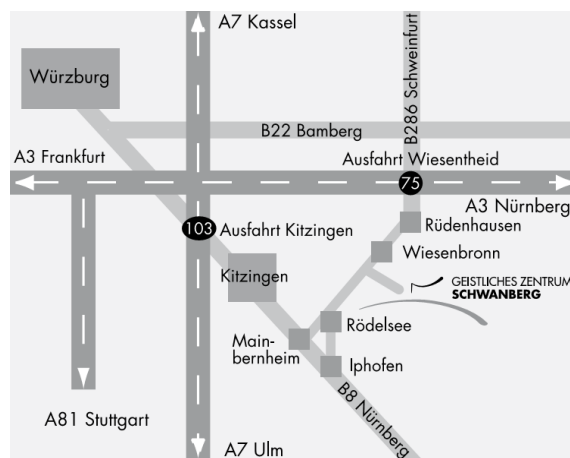 A7 Kassel
Würzburg
B286 Schweinfurt
B22 Bamberg
A3 Frankfurt
Ausfahrt Wiesentheid
75
A3 Nürnberg
Rüdenhausen
103 Ausfahrt Kitzingen
Wiesenbronn
Kitzingen
GEISTLICHES ZENTRUM
SCHWANBERG
Rödelsee
Main-
bernheim
Iphofen
B8 Nürnberg
A81 Stuttgart
A7 Ulm